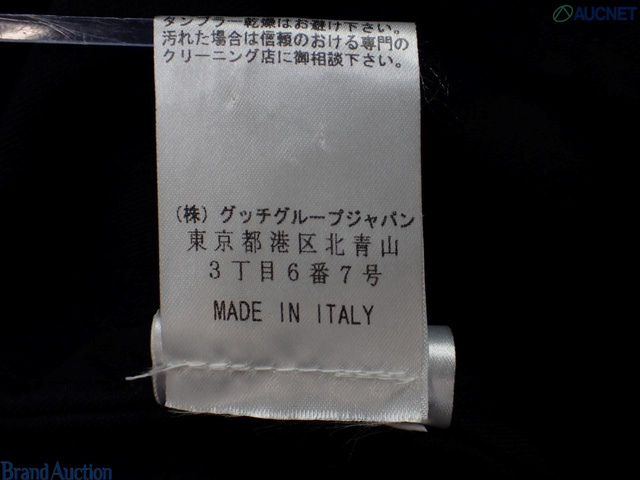 AUCNET
タンブラー乾燥はお避け下さい。
汚れた場合は信頼のおける専門の
クリーニング店に御相談下さい。
(株)グッチグループジャパン
東京都港区北青山
3丁目6番7号
MADE IN ITALY
BRAND AUCTION